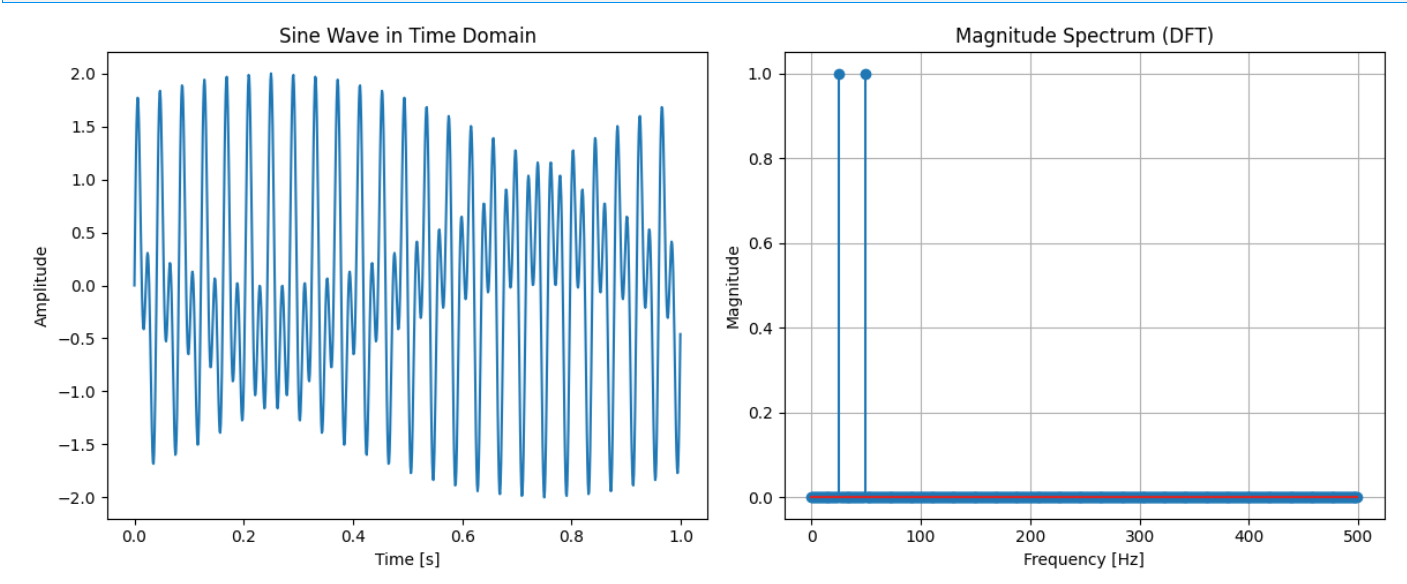 Sine Wave in Time Domain
Amplitude
2.0
1.5
1.0
0.5
0.0
−0.5
−1.0
−1.5
−2.0
0.0 0.2 0.4 0.6 0.8 1.0
Time [s]
Magnitude Spectrum (DFT)
Magnitude
1.0
0.8
0.6
0.4
0.2
0.0
0 100 200 300 400 500
Frequency [Hz]